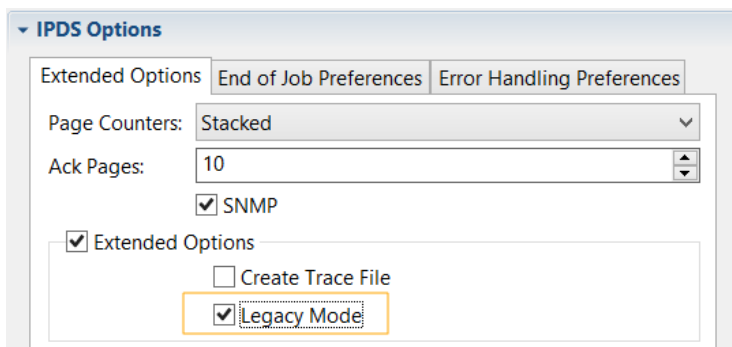 IPDS Options
Extended Options End of Job Preferences Error Handling Preferences
Page Counters: Stacked
Ack Pages: 10
SNMP
Extended Options
Create Trace File
Legacy Mode